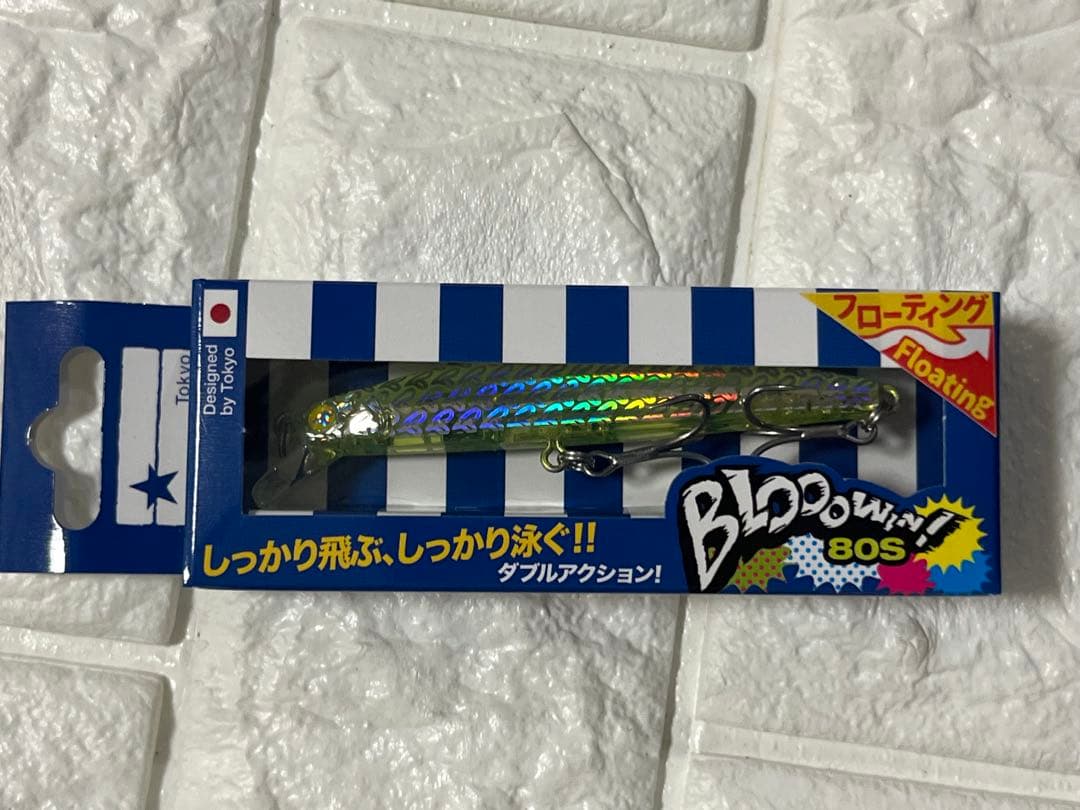 Tokyo
Designed
by Tokyo
フローティング
Floating
しっかり飛ぶ、しっかり泳ぐ!!
ダブルアクション!
BLOOOWIN!
80S